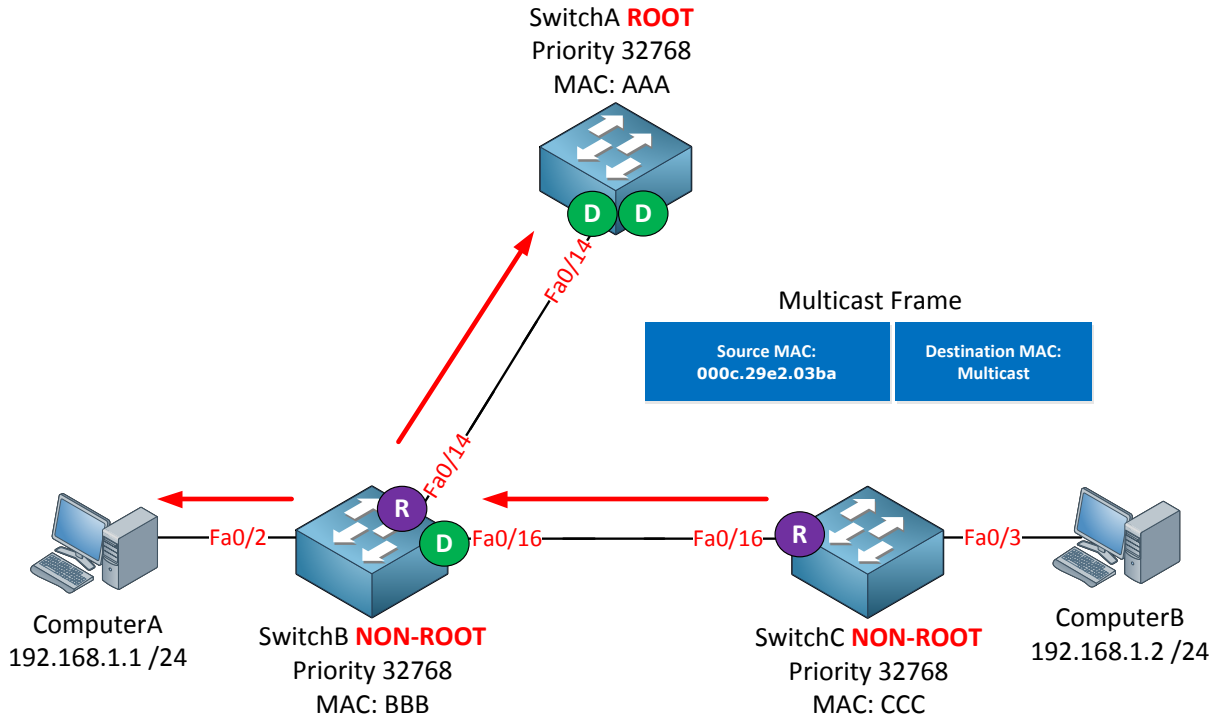 SwitchA ROOT
Priority 32768
MAC: AAA
D D
Fa0/14
Multicast Frame
Source MAC:
000c.29e2.03ba
Destination MAC:
Multicast
Fa0/14
R
D
Fa0/2
Fa0/16
Fa0/16
R
Fa0/3
ComputerA
192.168.1.1 /24
SwitchB NON-ROOT
Priority 32768
MAC: BBB
SwitchC NON-ROOT
Priority 32768
MAC: CCC
ComputerB
192.168.1.2 /24